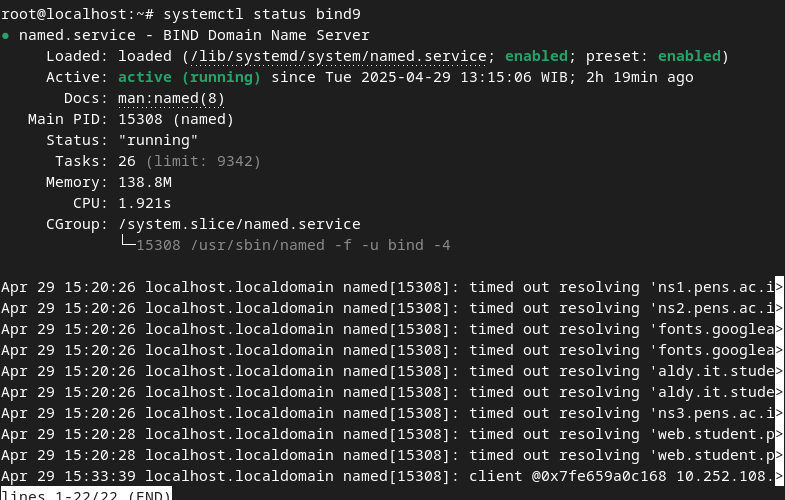 root@localhost:~# systemctl status bind9
● named.service - BIND Domain Name Server
     Loaded: loaded (/lib/systemd/system/named.service; enabled; preset: enabled)
     Active: active (running) since Tue 2025-04-29 13:15:06 WIB; 2h 19min ago
       Docs: man:named(8)
   Main PID: 15308 (named)
     Status: "running"
      Tasks: 26 (limit: 9342)
     Memory: 138.8M
        CPU: 1.921s
     CGroup: /system.slice/named.service
             └─15308 /usr/sbin/named -f -u bind -4

Apr 29 15:20:26 localhost.localdomain named[15308]: timed out resolving 'ns1.pens.ac.i>
Apr 29 15:20:26 localhost.localdomain named[15308]: timed out resolving 'ns2.pens.ac.i>
Apr 29 15:20:26 localhost.localdomain named[15308]: timed out resolving 'fonts.googlea>
Apr 29 15:20:26 localhost.localdomain named[15308]: timed out resolving 'fonts.googlea>
Apr 29 15:20:26 localhost.localdomain named[15308]: timed out resolving 'aldy.it.stude>
Apr 29 15:20:26 localhost.localdomain named[15308]: timed out resolving 'aldy.it.stude>
Apr 29 15:20:26 localhost.localdomain named[15308]: timed out resolving 'ns3.pens.ac.i>
Apr 29 15:20:28 localhost.localdomain named[15308]: timed out resolving 'web.student.p>
Apr 29 15:20:28 localhost.localdomain named[15308]: timed out resolving 'web.student.p>
Apr 29 15:33:39 localhost.localdomain named[15308]: client @0x7fe659a0c168 10.252.108.>
lines 1-22/22 (END)